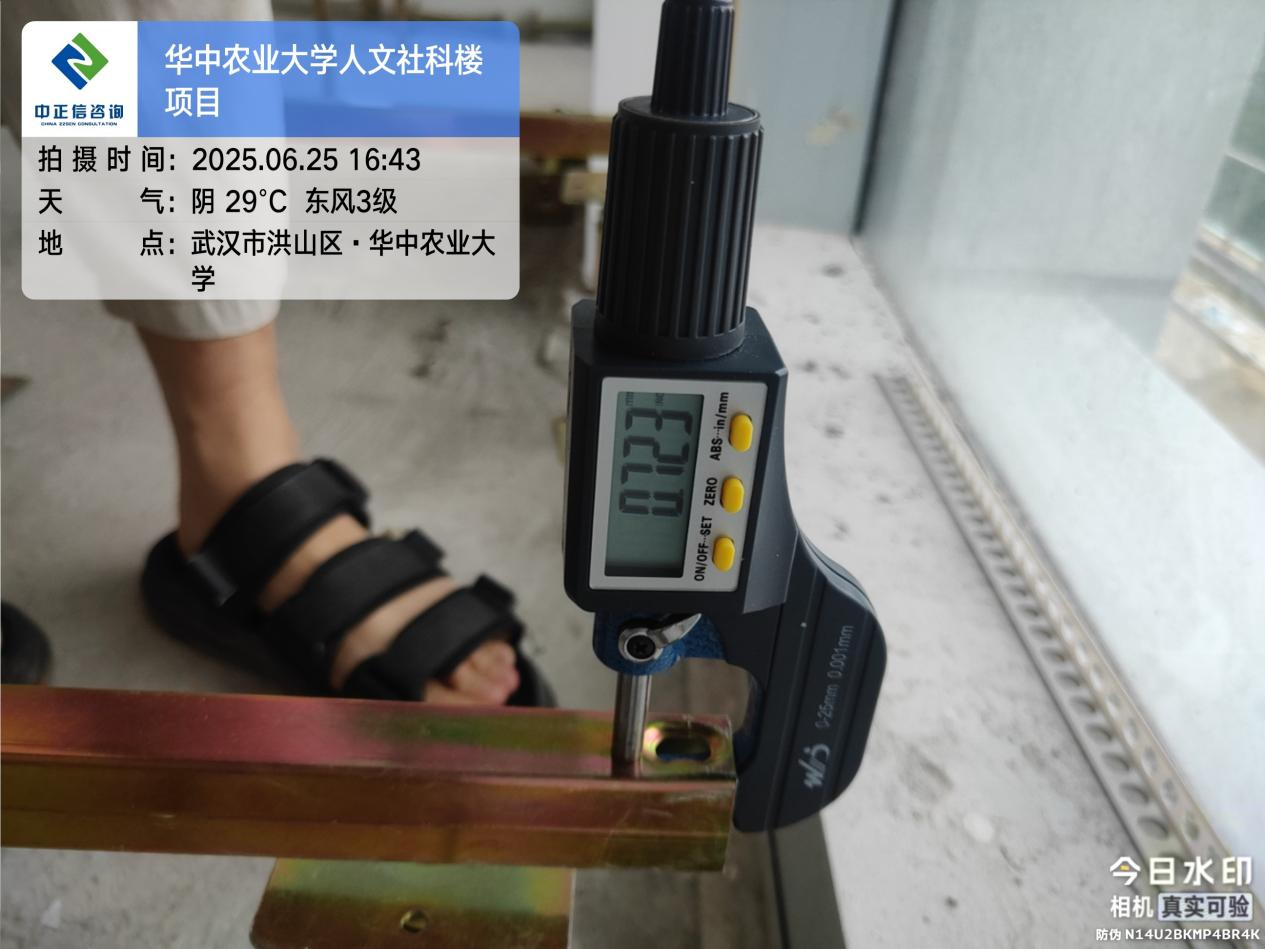 中正信咨询
CHINA ZZSEN CONSULTATION
华中农业大学人文社科楼
项目
拍摄时间：2025.06.25 16:43
天气：阴 29°C 东风3级
地点：武汉市洪山区·华中农业大
学
0.723
ABS···in/mm
ZERO
ON/OFF···SET
0-25mm 0.001mm
今日水印
相机 真实可验
防伪 N14U2BKMP4BR4K